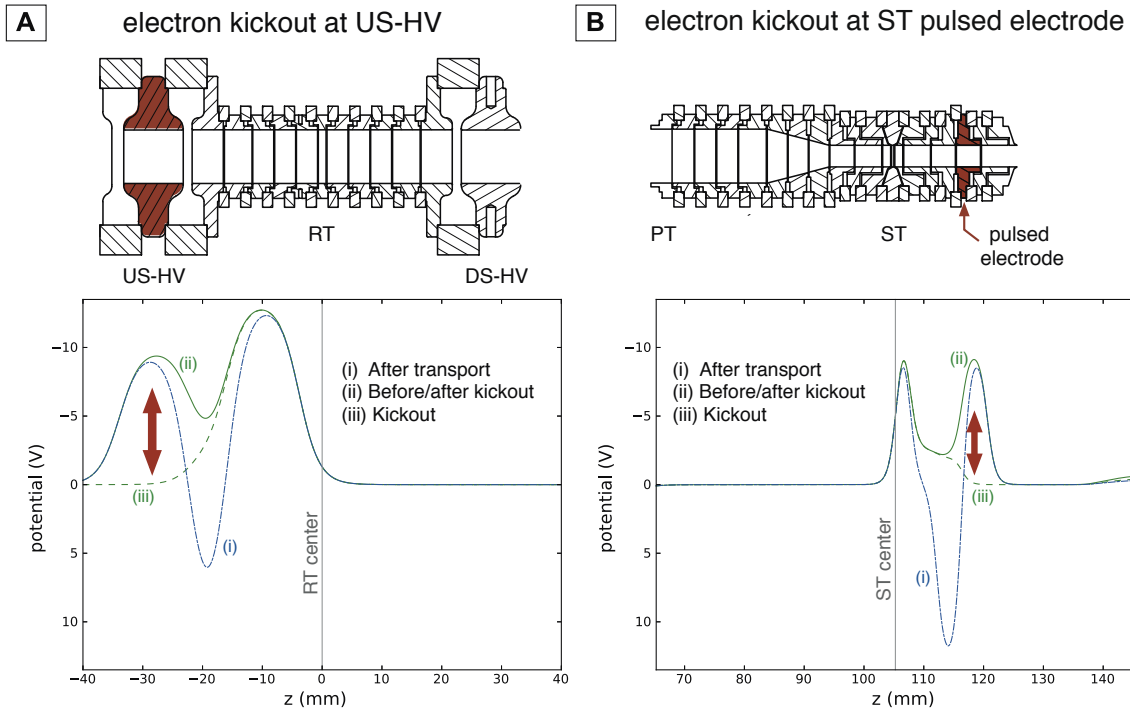 A
electron kickout at US-HV
RT
US-HV
DS-HV
−10
−5
0
5
10
potential (V)
(ii)
(iii)
(i)
(i) After transport
(ii) Before/after kickout
(iii) Kickout
RT center
−40
−30
−20
−10
0
10
20
30
40
z (mm)
B
electron kickout at ST pulsed electrode
PT
ST
pulsed
electrode
−10
−5
0
5
10
potential (V)
(i) After transport
(ii) Before/after kickout
(iii) Kickout
(ii)
(iii)
(i)
ST center
70
80
90
100
110
120
130
140
z (mm)